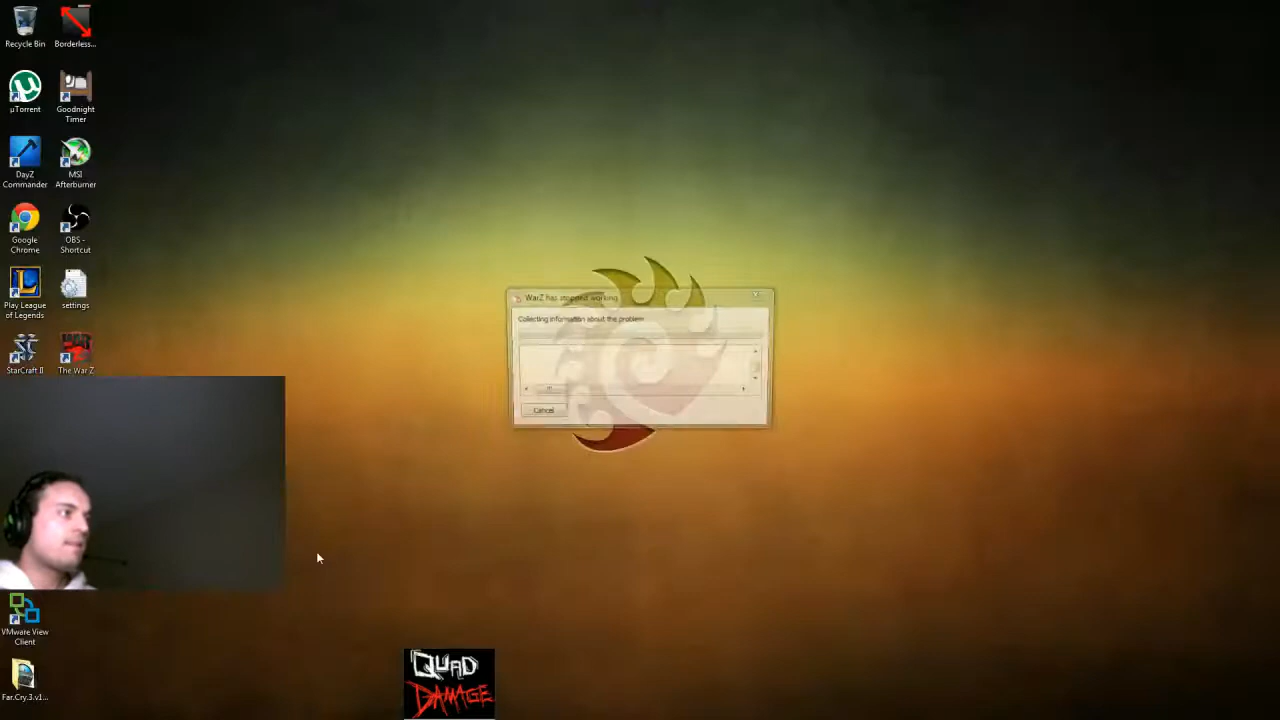 Recycle Bin
Borderless...
µTorrent
Goodnight
Timer
DayZ
Commander
MSI
Afterburner
Google
Chrome
OBS -
Shortcut
Play League
of Legends
settings
StarCraft II
The War Z
WarZ has stopped working
Collecting information about the problem
Cancel
VMware View
Client
Far.Cry.3.v1...
QUAD
DAMAGE